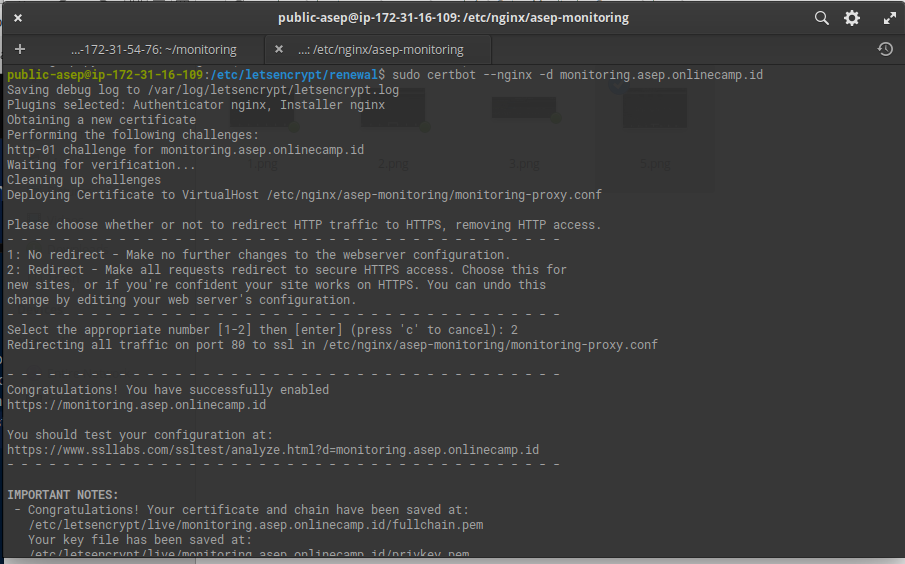 public-asep@ip-172-31-16-109: /etc/nginx/asep-monitoring
...-172-31-54-76: ~/monitoring
...: /etc/nginx/asep-monitoring
public-asep@ip-172-31-16-109:/etc/letsencrypt/renewal$ sudo certbot --nginx -d monitoring.asep.onlinecamp.id
Saving debug log to /var/log/letsencrypt/letsencrypt.log
Plugins selected: Authenticator nginx, Installer nginx
Obtaining a new certificate
Performing the following challenges:
http-01 challenge for monitoring.asep.onlinecamp.id
Waiting for verification...
Cleaning up challenges
Deploying Certificate to VirtualHost /etc/nginx/asep-monitoring/monitoring-proxy.conf

Please choose whether or not to redirect HTTP traffic to HTTPS, removing HTTP access.
- - - - - - - - - - - - - - - - - - - - - - - - - - - - - - - - - - - - - - - -
1: No redirect - Make no further changes to the webserver configuration.
2: Redirect - Make all requests redirect to secure HTTPS access. Choose this for
new sites, or if you're confident your site works on HTTPS. You can undo this
change by editing your web server's configuration.
- - - - - - - - - - - - - - - - - - - - - - - - - - - - - - - - - - - - - - - -
Select the appropriate number [1-2] then [enter] (press 'c' to cancel): 2
Redirecting all traffic on port 80 to ssl in /etc/nginx/asep-monitoring/monitoring-proxy.conf

- - - - - - - - - - - - - - - - - - - - - - - - - - - - - - - - - - - - - - - -
Congratulations! You have successfully enabled
https://monitoring.asep.onlinecamp.id

You should test your configuration at:
https://www.ssllabs.com/ssltest/analyze.html?d=monitoring.asep.onlinecamp.id
- - - - - - - - - - - - - - - - - - - - - - - - - - - - - - - - - - - - - - - -

IMPORTANT NOTES:
- Congratulations! Your certificate and chain have been saved at:
/etc/letsencrypt/live/monitoring.asep.onlinecamp.id/fullchain.pem
Your key file has been saved at:
/etc/letsencrypt/live/monitoring.asep.onlinecamp.id/privkey.pem